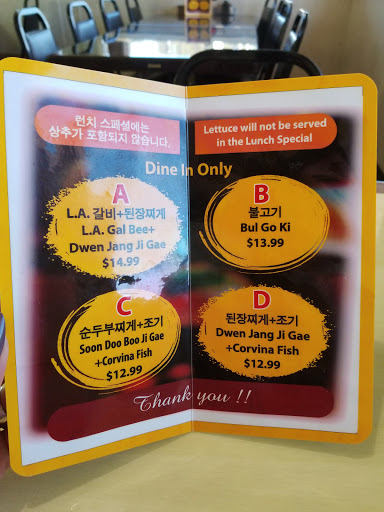 런치 스페셜에는
상추가 포함되지 않습니다.
Lettuce will not be served
in the Lunch Special
Dine In Only
A
L.A. 갈비+된장찌게
L.A. Gal Bee+
Dwen Jang Ji Gae
$14.99
B
불고기
Bul Go Ki
$13.99
C
순두부찌게+조기
Soon Doo Boo Ji Gae
+Corvina Fish
$12.99
D
된장찌게+조기
Dwen Jang Ji Gae
+Corvina Fish
$12.99
Thank you !!